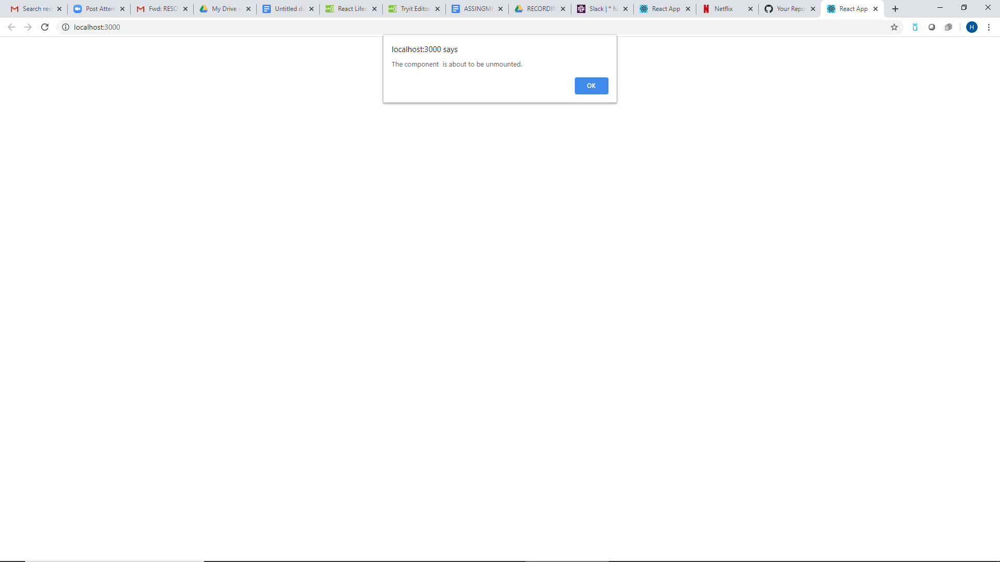 Search res
Post Atten
Fwd: RESO
My Drive -
Untitled do
React Lifec
Tryit Editor
ASSINGME
RECORDIN
Slack | * fu
React App
Netflix
Your Repo
React App
localhost:3000
H
localhost:3000 says
The component  is about to be unmounted.
OK